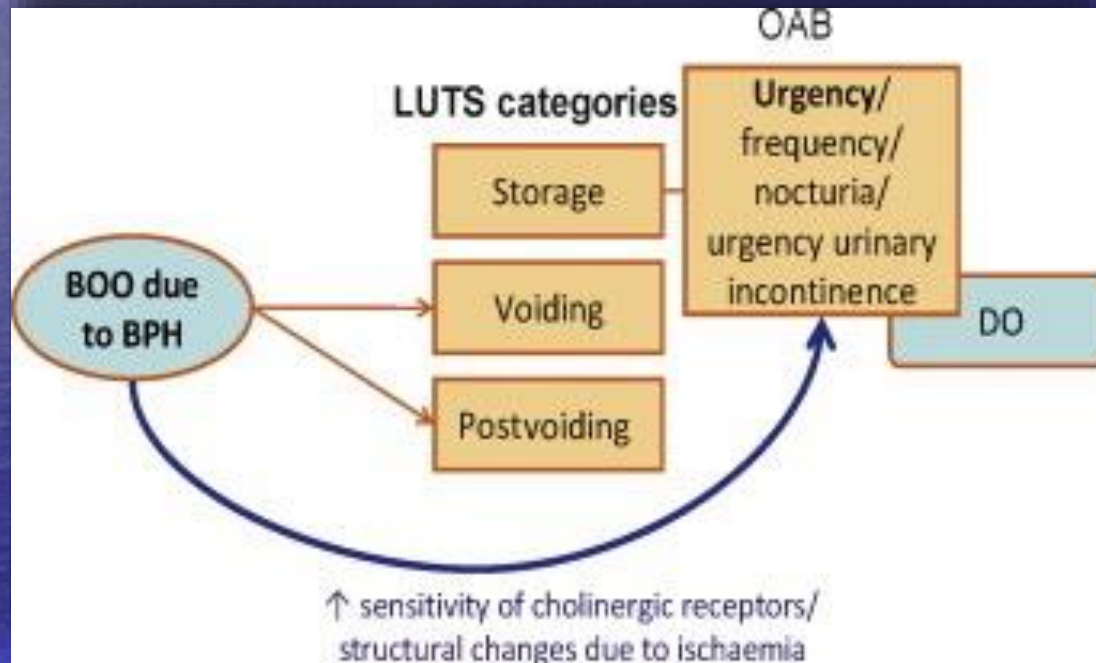 OAB
LUTS categories
Urgency/
frequency/
nocturia/
urgency urinary
incontinence
Storage
BOO due
to BPH
Voiding
DO
Postvoiding
↑ sensitivity of cholinergic receptors/
structural changes due to ischaemia